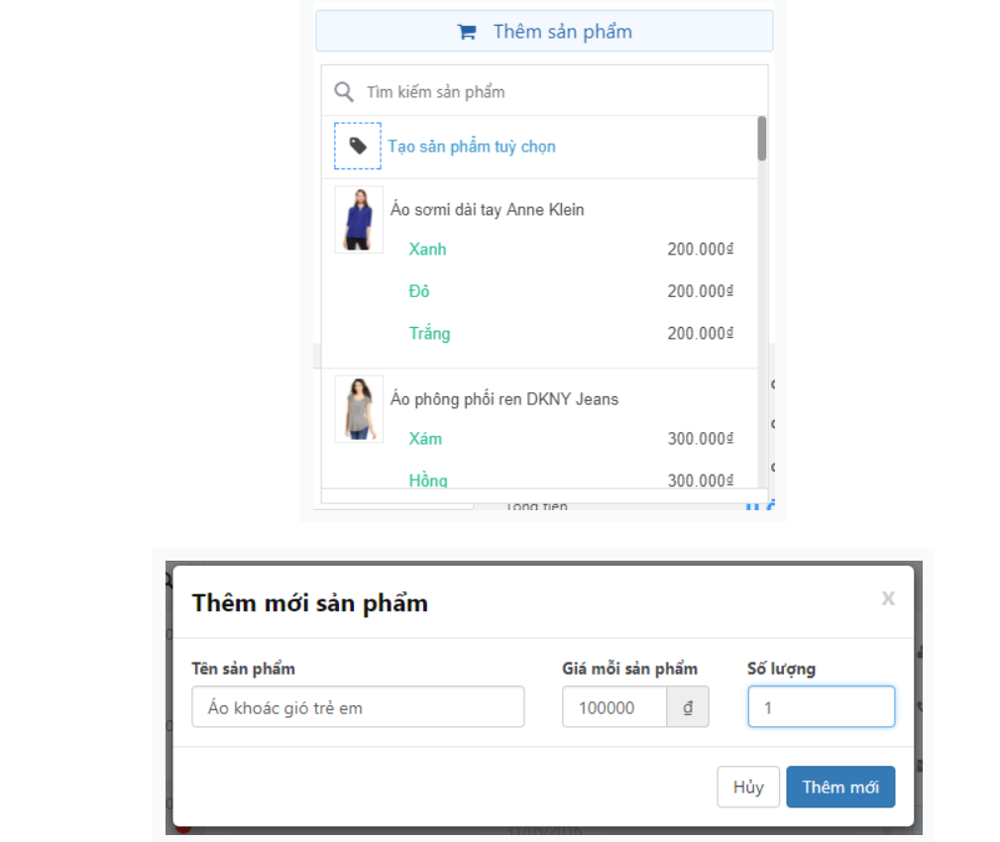 Thêm sản phẩm
Tìm kiếm sản phẩm
Tạo sản phẩm tuỳ chọn
Áo sơmi dài tay Anne Klein
Xanh 200.000₫
Đỏ 200.000₫
Trắng 200.000₫
Áo phông phối ren DKNY Jeans
Xám 300.000₫
Hồng 300.000₫
Tổng tiền
Thêm mới sản phẩm x
Tên sản phẩm Giá mỗi sản phẩm Số lượng
Áo khoác gió trẻ em 100000 ₫ 1
Hủy Thêm mới